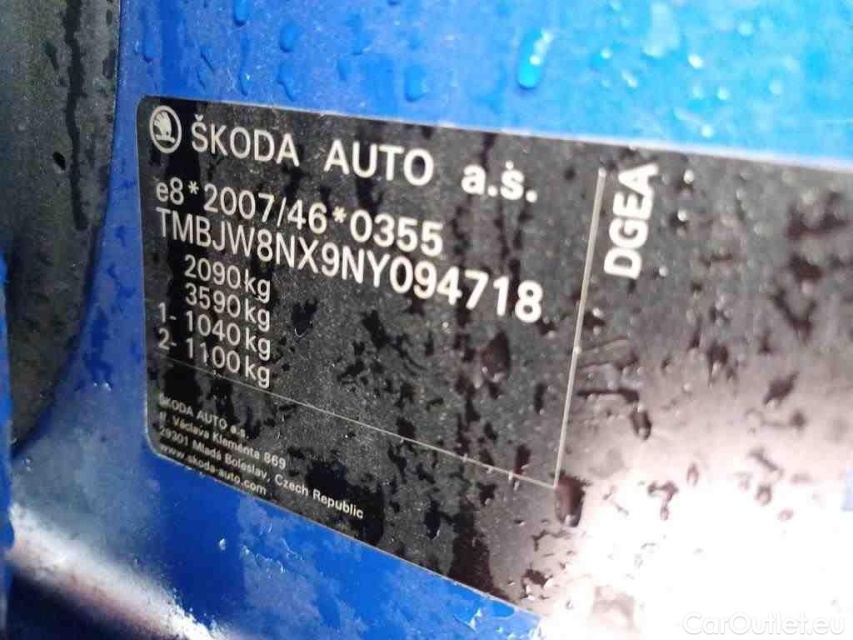 ŠKODA AUTO a.s.
DGEA
e8*2007/46*0355
TMBJW8NX9NY094718
2090kg
3590kg
1- 1040kg
2- 1100kg
ŠKODA AUTO a.s.
tř. Václava Klementa 869
29301 Mladá Boleslav, Czech Republic
www.skoda-auto.com
CarOutlet.eu